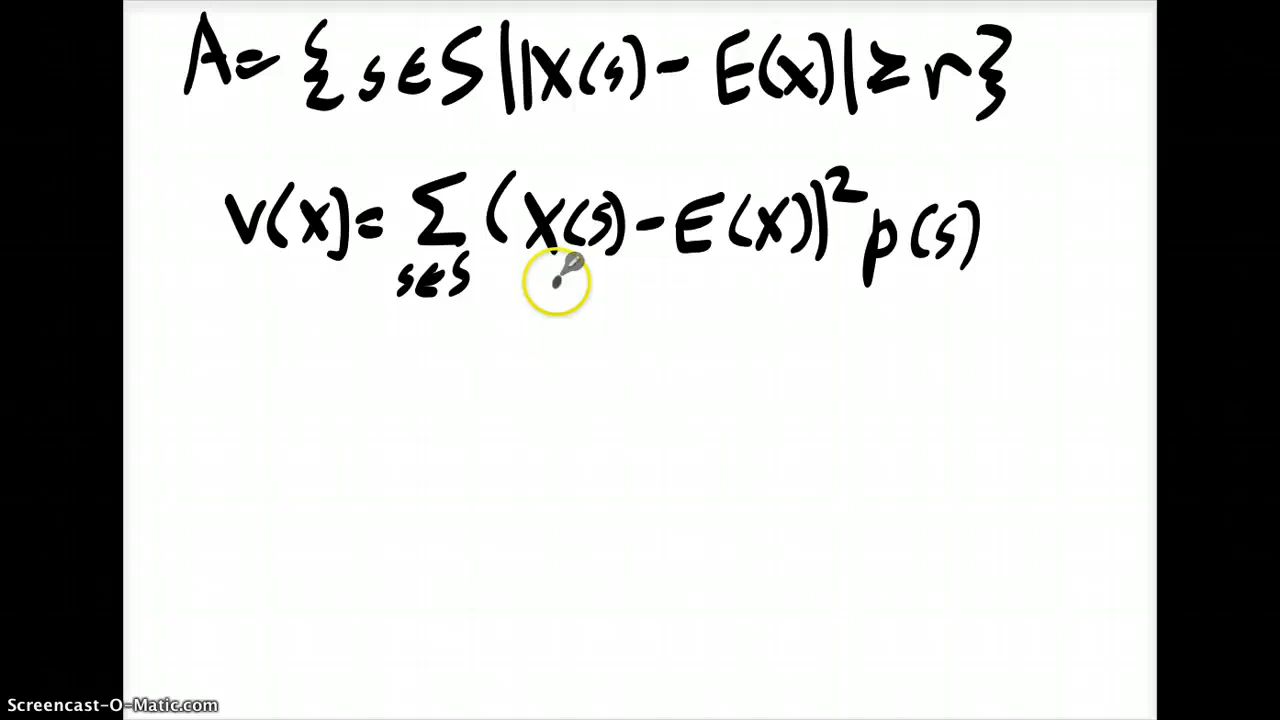 A = { s ∈ S | |X(s) - E(X)| ≥ r }
V(X) = ∑ (X(s) - E(X))² p(s)
s∈S
Screencast-O-Matic.com